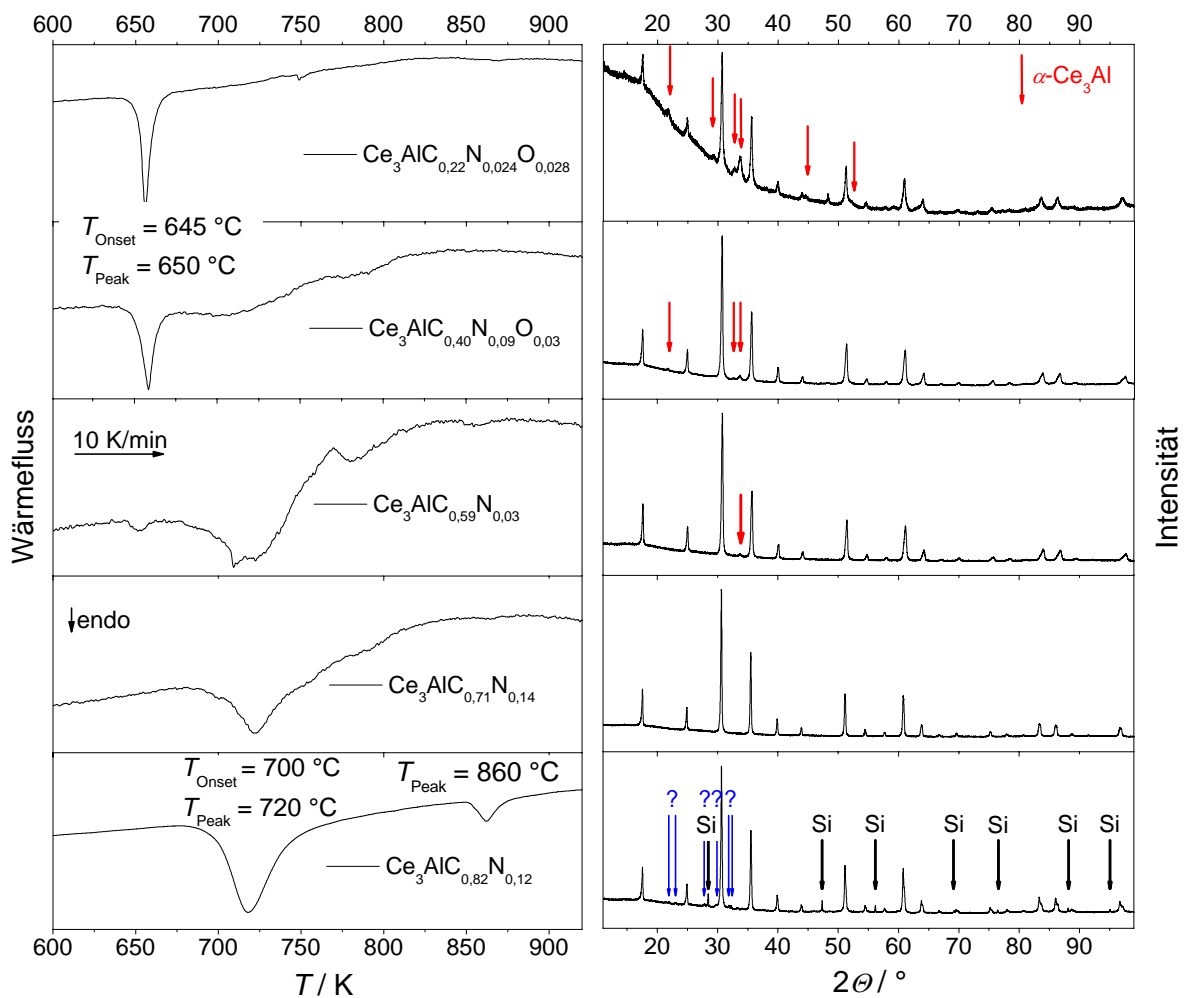 600 650 700 750 800 850 900
Ce3AlC0,22N0,024O0,028
TOnset = 645 °C
TPeak = 650 °C
Ce3AlC0,40N0,09O0,03
10 K/min
Ce3AlC0,59N0,03
endo
Ce3AlC0,71N0,14
TOnset = 700 °C
TPeak = 720 °C
TPeak = 860 °C
Ce3AlC0,82N0,12
600 650 700 750 800 850 900
T / K
Wärmefluss
20 30 40 50 60 70 80 90
α-Ce3Al
? ?? ?
Si Si Si Si Si Si Si
20 30 40 50 60 70 80 90
2Θ / °
Intensität